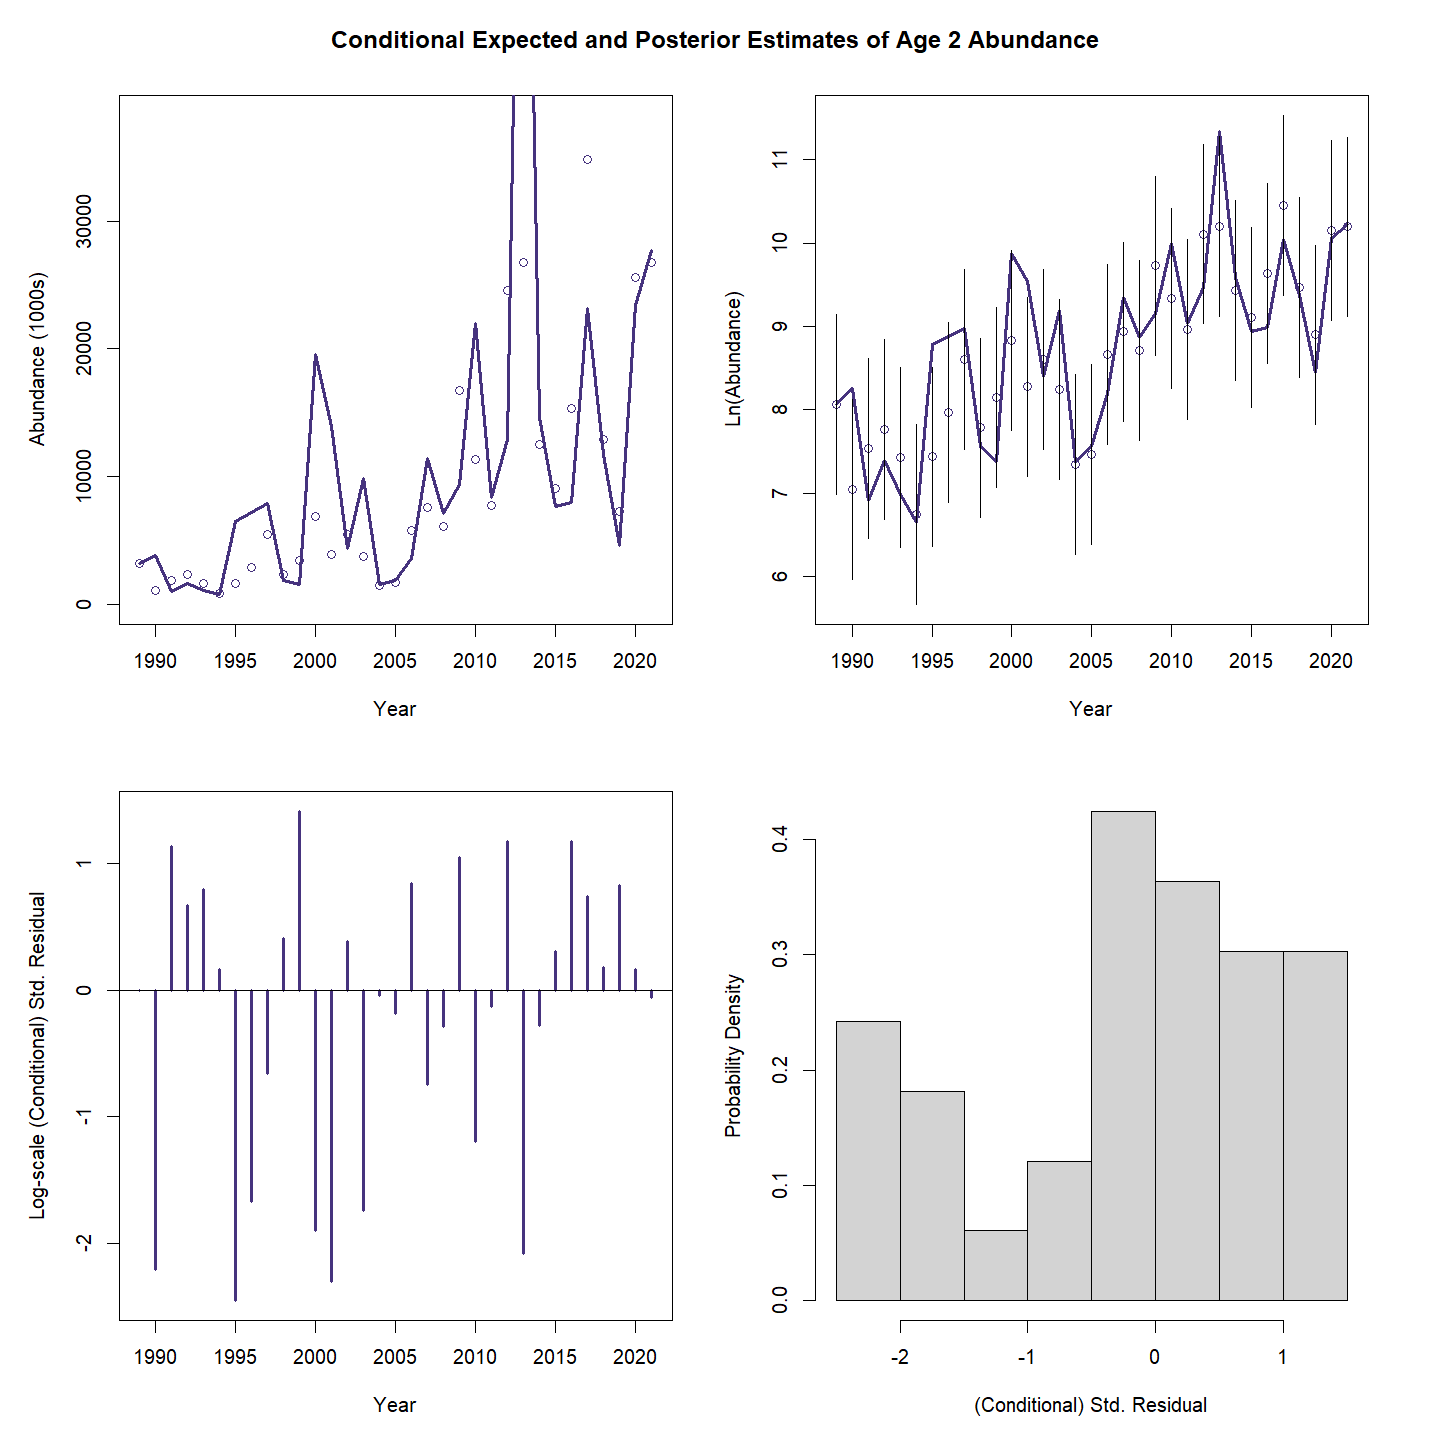 Conditional Expected and Posterior Estimates of Age 2 Abundance
Abundance (1000s)
30000
20000
10000
0
1990 1995 2000 2005 2010 2015 2020
Year
Ln(Abundance)
11
10
9
8
7
6
1990 1995 2000 2005 2010 2015 2020
Year
Log-scale (Conditional) Std. Residual
1
0
-1
-2
1990 1995 2000 2005 2010 2015 2020
Year
Probability Density
0.4
0.3
0.2
0.1
0.0
-2 -1 0 1
(Conditional) Std. Residual